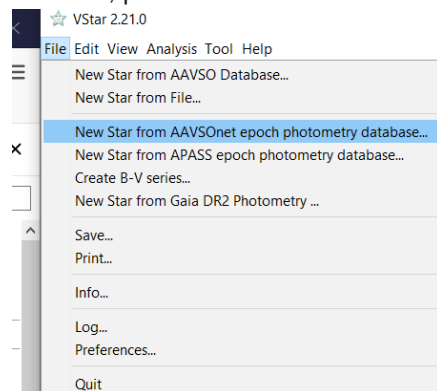 VStar 2.21.0
File Edit View Analysis Tool Help
New Star from AAVSO Database...
New Star from File...
New Star from AAVSOnet epoch photometry database...
New Star from APASS epoch photometry database...
Create B-V series...
New Star from Gaia DR2 Photometry ...
Save...
Print...
Info...
Log...
Preferences...
Quit